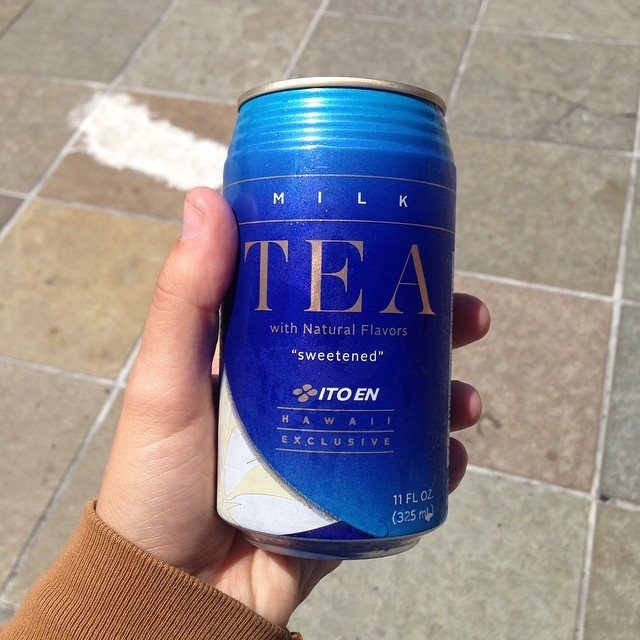 MILK
TEA
with Natural Flavors
"sweetened"
ITO EN
HAWAII
EXCLUSIVE
11 FL OZ
(325 mL)